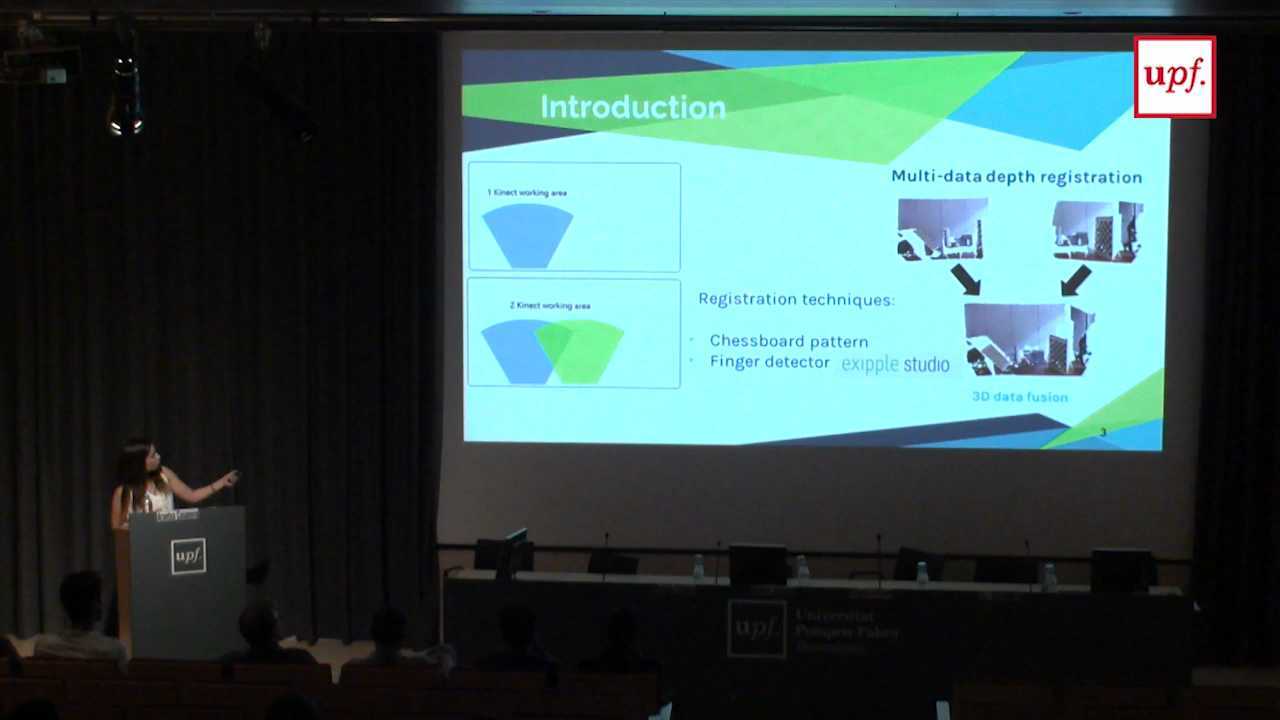 upf.
Introduction
1 Kinect working area
2 Kinect working area
Registration techniques:
• Chessboard pattern
• Finger detector
exipple studio
Multi-data depth registration
3D data fusion
3
upf.
upf.
Universitat
Pompeu Fabra
Barcelona